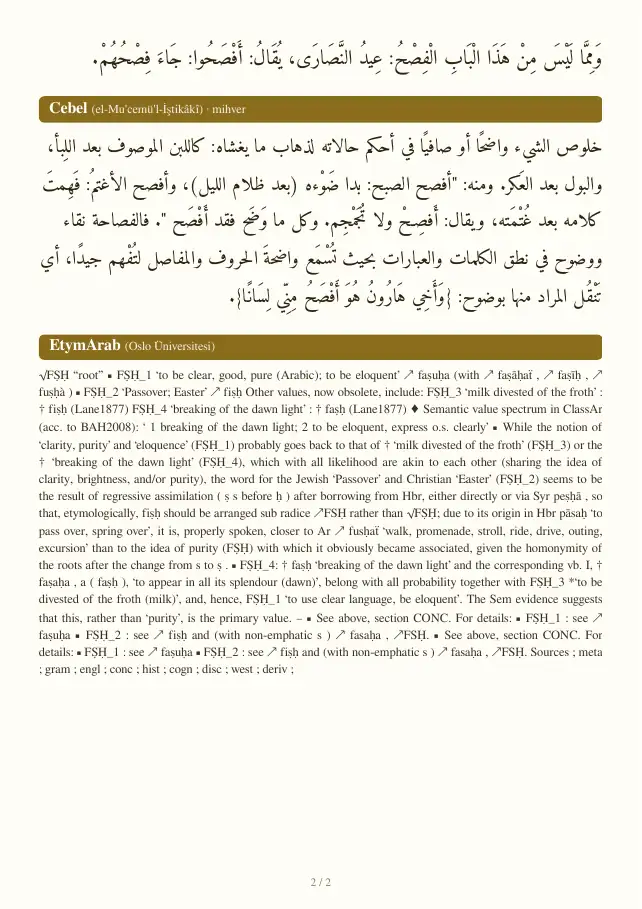 وَمِمَّا لَيْسَ مِنْ هَذَا الْبَابِ الْفِصْحُ: عِيدُ النَّصَارَى، يُقَالُ: أَفْصَحُوا: جَاءَ فِصْحُهُمْ.
Cebel (el-Mu'cemü'l-İştikâkî) · mihver
خلوص الشيء واضحًا أو صافيًا في أحكم حالاته لذهاب ما يغشاه: كاللبن الموصوف بعد اللِبأ،
والبول بعد العَكر. ومنه: "أفصح الصبح: بدا ضَوْءه (بعد ظلام الليل)، وأفصح الأغتمُ: فَهِمتَ
كلامه بعد غُتْمَته، ويقال: أَفصِحْ ولا تُجَمْجِم. وكل ما وَضَح فقد أَفْصَح ". فالفصاحة نقاء
ووضوح في نطق الكلمات والعبارات بحيث تُسْمَع واضحةَ الحروف والمفاصل لتُفْهم جيدًا، أي
تَنْقُل المراد منها بوضوح: {وَأَخِي هَارُونُ هُوَ أَفْصَحُ مِنِّي لِسَانًا}.
EtymArab (Oslo Üniversitesi)
√FṢḤ “root” ▪ FṢḤ_1 ‘to be clear, good, pure (Arabic); to be eloquent’ ↗ faṣuḥa (with ↗ faṣāḥaẗ , ↗ faṣīḥ , ↗
fuṣḥà ) ▪ FṢḤ_2 ‘Passover; Easter’ ↗ fiṣḥ Other values, now obsolete, include: FṢḤ_3 ‘milk divested of the froth’ :
† fiṣḥ (Lane1877) FṢḤ_4 ‘breaking of the dawn light’ : † faṣḥ (Lane1877) ♦ Semantic value spectrum in ClassAr
(acc. to BAH2008): ‘ 1 breaking of the dawn light; 2 to be eloquent, express o.s. clearly’ ▪ While the notion of
‘clarity, purity’ and ‘eloquence’ (FṢḤ_1) probably goes back to that of † ‘milk divested of the froth’ (FṢḤ_3) or the
† ‘breaking of the dawn light’ (FṢḤ_4), which with all likelihood are akin to each other (sharing the idea of
clarity, brightness, and/or purity), the word for the Jewish ‘Passover’ and Christian ‘Easter’ (FṢḤ_2) seems to be
the result of regressive assimilation ( ṣ s before ḥ ) after borrowing from Hbr, either directly or via Syr peṣḥā , so
that, etymologically, fiṣḥ should be arranged sub radice ↗FSḤ rather than √FṢḤ; due to its origin in Hbr pāsaḥ ‘to
pass over, spring over’, it is, properly spoken, closer to Ar ↗ fusḥaẗ ‘walk, promenade, stroll, ride, drive, outing,
excursion’ than to the idea of purity (FṢḤ) with which it obviously became associated, given the homonymity of
the roots after the change from s to ṣ . ▪ FṢḤ_4: † faṣḥ ‘breaking of the dawn light’ and the corresponding vb. I, †
faṣaḥa , a ( faṣḥ ), ‘to appear in all its splendour (dawn)’, belong with all probability together with FṢḤ_3 *‘to be
divested of the froth (milk)’, and, hence, FṢḤ_1 ‘to use clear language, be eloquent’. The Sem evidence suggests
that this, rather than ‘purity’, is the primary value. – ▪ See above, section CONC. For details: ▪ FṢḤ_1 : see ↗
faṣuḥa ▪ FṢḤ_2 : see ↗ fiṣḥ and (with non-emphatic s ) ↗ fasaḥa , ↗FSḤ. ▪ See above, section CONC. For
details: ▪ FṢḤ_1 : see ↗ faṣuḥa ▪ FṢḤ_2 : see ↗ fiṣḥ and (with non-emphatic s ) ↗ fasaḥa , ↗FSḤ. Sources ; meta
; gram ; engl ; conc ; hist ; cogn ; disc ; west ; deriv ;
2 / 2